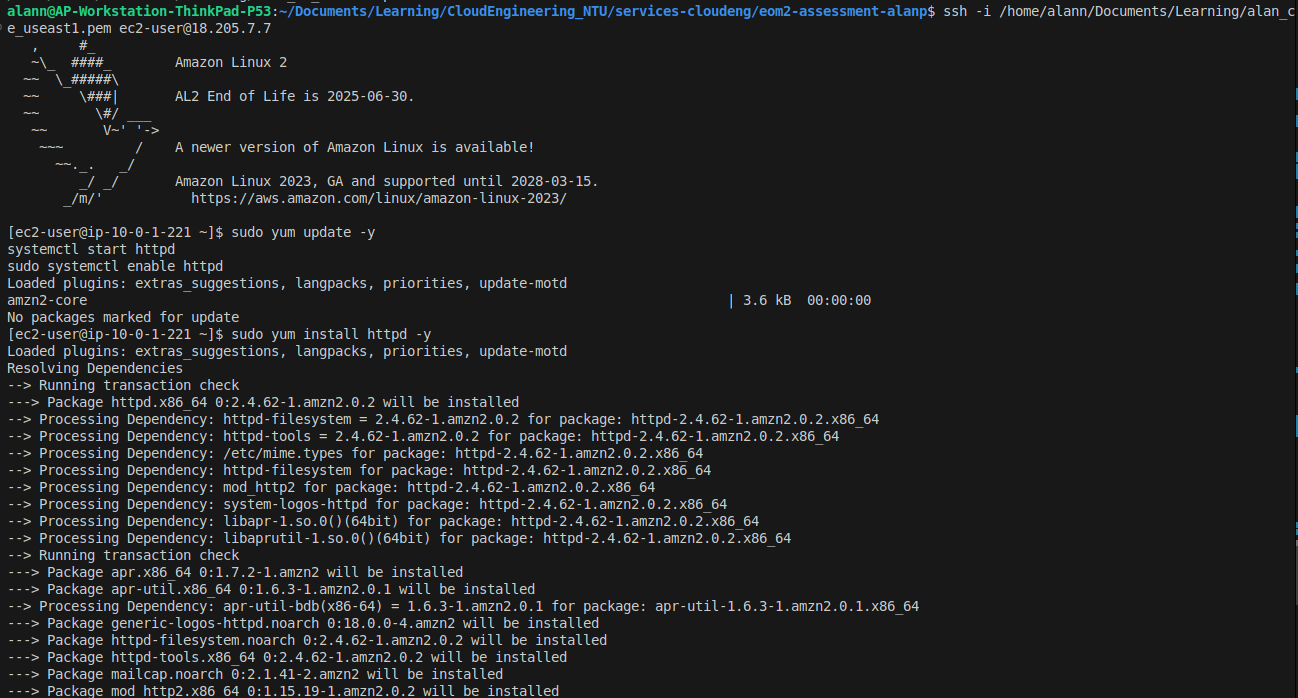 alann@AP-Workstation-ThinkPad-P53:~/Documents/Learning/CloudEngineering_NTU/services-cloudeng/eom2-assessment-alanp$ ssh -i /home/alann/Documents/Learning/alan_c
e_useast1.pem ec2-user@18.205.7.7
   ,     #_
   ~\_  ####_        Amazon Linux 2
  ~~  \_#####\
  ~~     \###|       AL2 End of Life is 2025-06-30.
  ~~       \#/ ___
   ~~       V~' '->
    ~~~         /    A newer version of Amazon Linux is available!
      ~~._.   _/
         _/ _/       Amazon Linux 2023, GA and supported until 2028-03-15.
       _/m/'           https://aws.amazon.com/linux/amazon-linux-2023/
[ec2-user@ip-10-0-1-221 ~]$ sudo yum update -y
systemctl start httpd
sudo systemctl enable httpd
Loaded plugins: extras_suggestions, langpacks, priorities, update-motd
amzn2-core | 3.6 kB  00:00:00
No packages marked for update
[ec2-user@ip-10-0-1-221 ~]$ sudo yum install httpd -y
Loaded plugins: extras_suggestions, langpacks, priorities, update-motd
Resolving Dependencies
--> Running transaction check
---> Package httpd.x86_64 0:2.4.62-1.amzn2.0.2 will be installed
--> Processing Dependency: httpd-filesystem = 2.4.62-1.amzn2.0.2 for package: httpd-2.4.62-1.amzn2.0.2.x86_64
--> Processing Dependency: httpd-tools = 2.4.62-1.amzn2.0.2 for package: httpd-2.4.62-1.amzn2.0.2.x86_64
--> Processing Dependency: /etc/mime.types for package: httpd-2.4.62-1.amzn2.0.2.x86_64
--> Processing Dependency: httpd-filesystem for package: httpd-2.4.62-1.amzn2.0.2.x86_64
--> Processing Dependency: mod_http2 for package: httpd-2.4.62-1.amzn2.0.2.x86_64
--> Processing Dependency: system-logos-httpd for package: httpd-2.4.62-1.amzn2.0.2.x86_64
--> Processing Dependency: libapr-1.so.0()(64bit) for package: httpd-2.4.62-1.amzn2.0.2.x86_64
--> Processing Dependency: libaprutil-1.so.0()(64bit) for package: httpd-2.4.62-1.amzn2.0.2.x86_64
--> Running transaction check
---> Package apr.x86_64 0:1.7.2-1.amzn2 will be installed
---> Package apr-util.x86_64 0:1.6.3-1.amzn2.0.1 will be installed
--> Processing Dependency: apr-util-bdb(x86-64) = 1.6.3-1.amzn2.0.1 for package: apr-util-1.6.3-1.amzn2.0.1.x86_64
---> Package generic-logos-httpd.noarch 0:18.0.0-4.amzn2 will be installed
---> Package httpd-filesystem.noarch 0:2.4.62-1.amzn2.0.2 will be installed
---> Package httpd-tools.x86_64 0:2.4.62-1.amzn2.0.2 will be installed
---> Package mailcap.noarch 0:2.1.41-2.amzn2 will be installed
---> Package mod_http2.x86_64 0:1.15.19-1.amzn2.0.2 will be installed